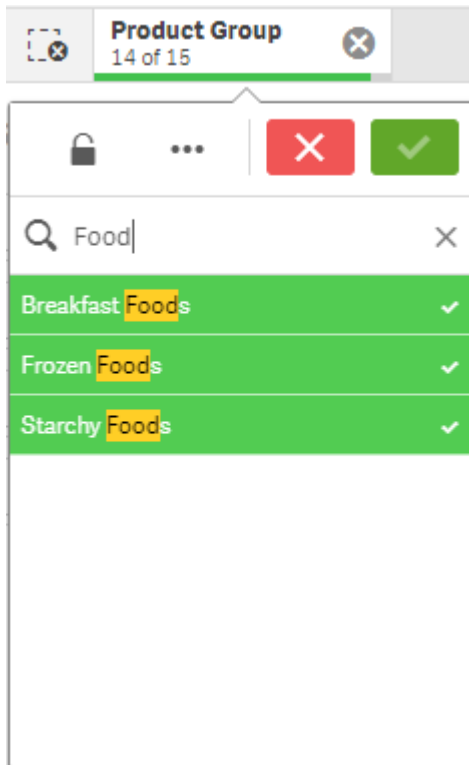 Product Group
14 of 15
Food
Breakfast Foods
Frozen Foods
Starchy Foods